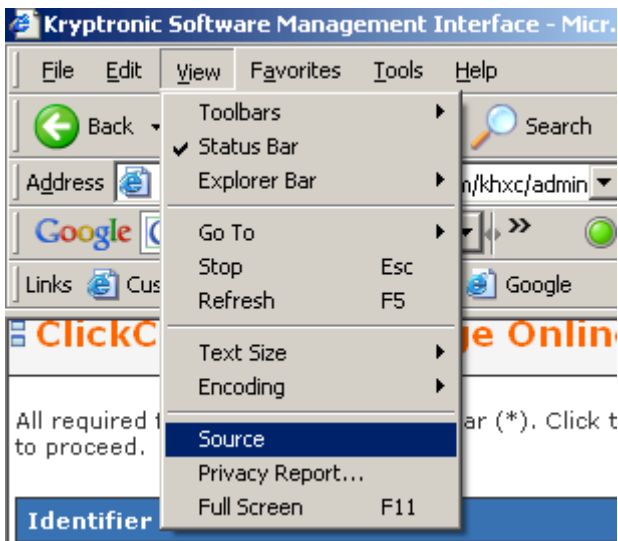 Kryptronic Software Management Interface - Micr.
File Edit View Favorites Tools Help
Back Search
Address n/khxc/admin
Google »
Links Cus Google
Toolbars
Status Bar
Explorer Bar
Go To
Stop Esc
Refresh F5
Text Size
Encoding
Source
Privacy Report...
Full Screen F11
ClickC ge Onlin
All required f ar (*). Click t
to proceed.
Identifier